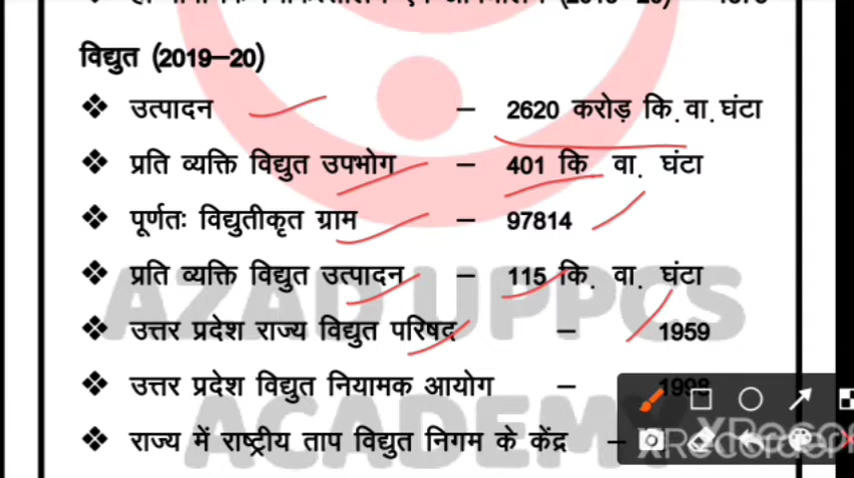 विद्युत (2019–20)
❖ उत्पादन – 2620 करोड़ कि.वा.घंटा
❖ प्रति व्यक्ति विद्युत उपभोग – 401 कि वा. घंटा
❖ पूर्णतः विद्युतीकृत ग्राम – 97814
❖ प्रति व्यक्ति विद्युत उत्पादन – 115 कि. वा. घंटा
❖ उत्तर प्रदेश राज्य विद्युत परिषद – 1959
❖ उत्तर प्रदेश विद्युत नियामक आयोग – 1998
❖ राज्य में राष्ट्रीय ताप विद्युत निगम के केंद्र –
AZAD UPPCS
ACADEMY
XRecorder